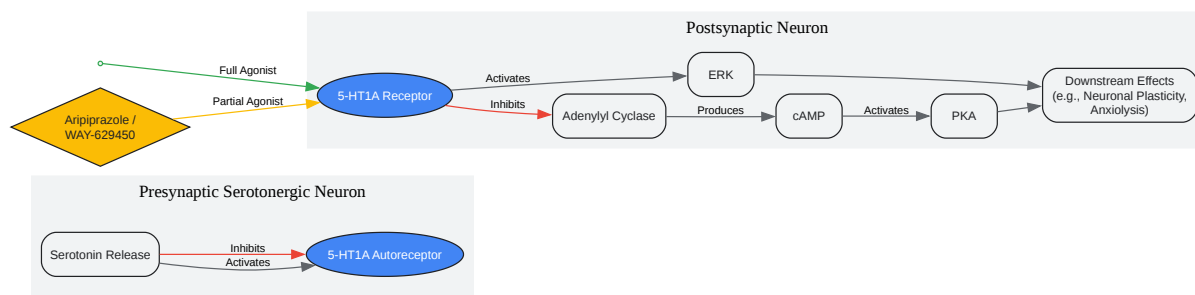 Postsynaptic Neuron
Full Agonist
Partial Agonist
Aripiprazole /
WAY-629450
5-HT1A Receptor
Activates
ERK
Inhibits
Adenylyl Cyclase
Produces
cAMP
Activates
PKA
Downstream Effects
(e.g., Neuronal Plasticity,
Anxiolysis)
Presynaptic Serotonergic Neuron
Serotonin Release
Inhibits
Activates
5-HT1A Autoreceptor